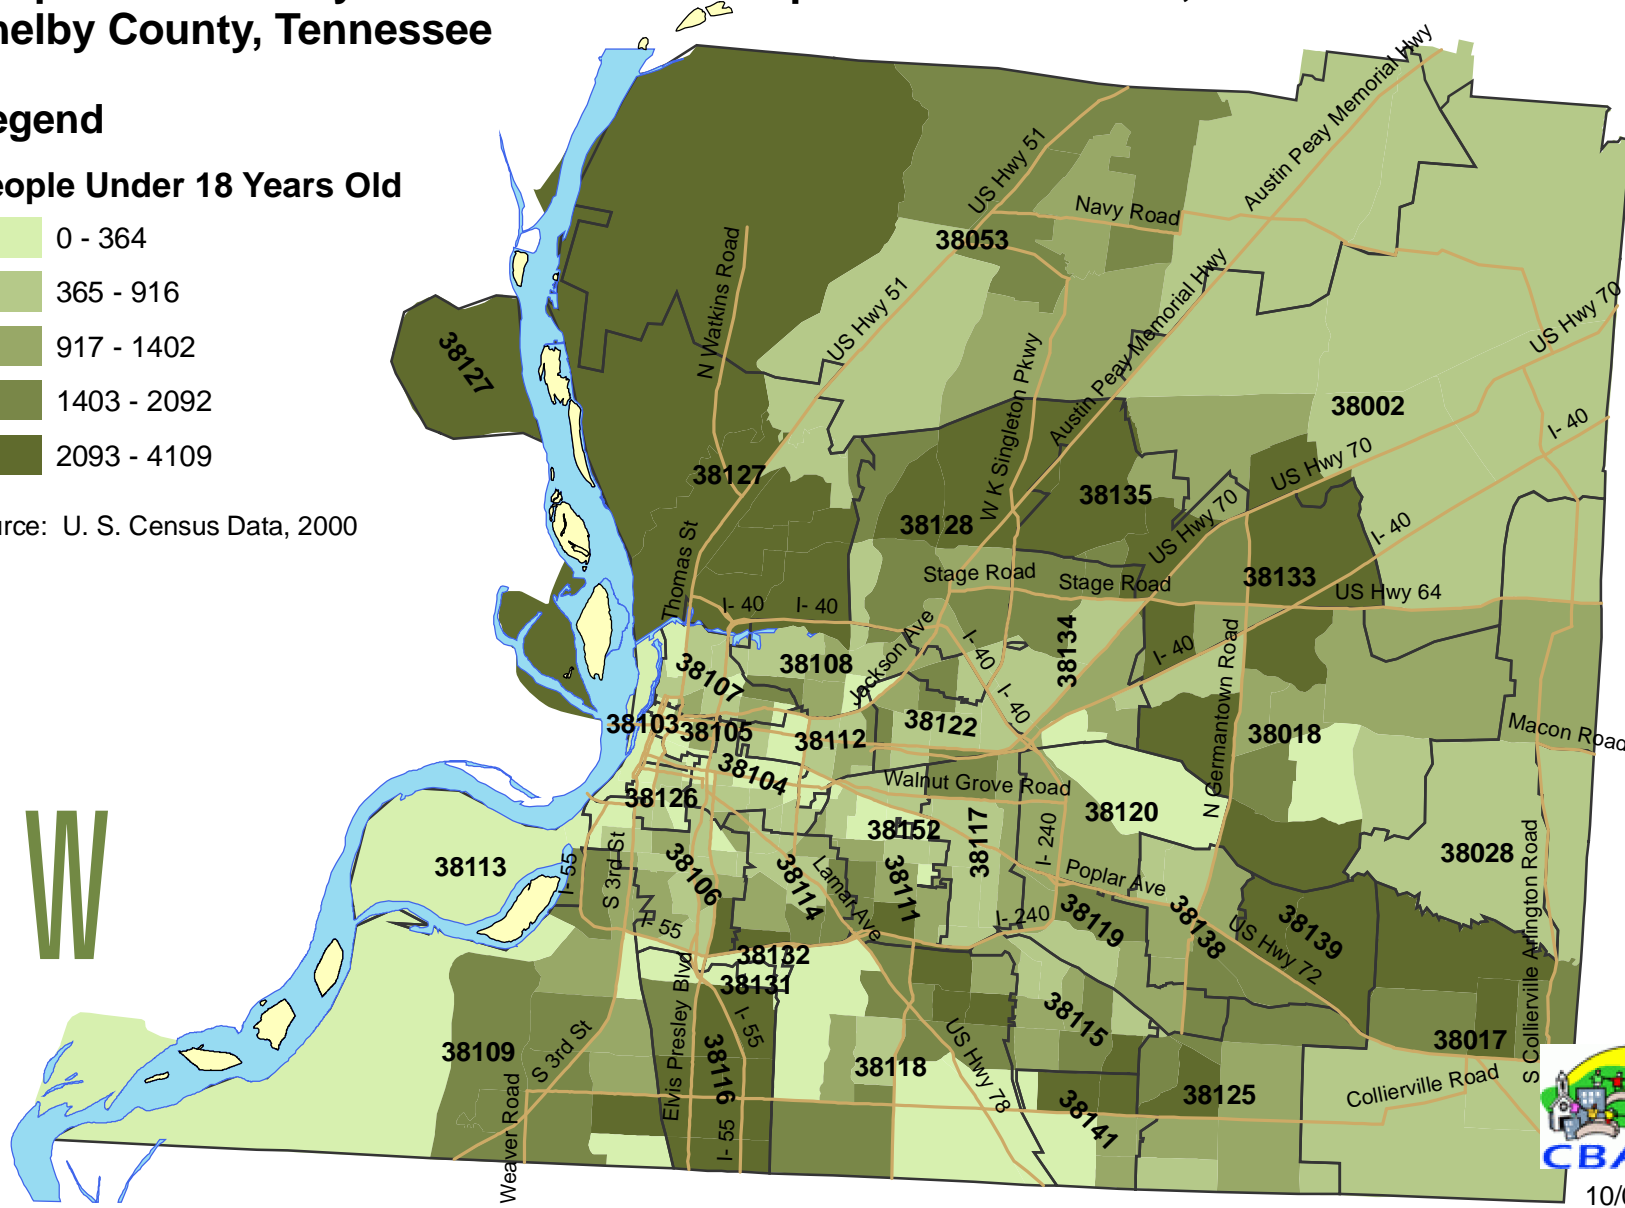 helby County, Tennessee
egend
eople Under 18 Years Old
0 - 364
365 - 916
917 - 1402
1403 - 2092
2093 - 4109
urce: U. S. Census Data, 2000
W
Austin Peay Memorial Hwy
US Hwy 51
Navy Road
38053
N Watkins Road
US Hwy 51
Austin Peay Memorial Hwy
US Hwy 70
38127
W K Singleton Pkwy
38002
I- 40
US Hwy 70
38127
38135
38128
US Hwy 70
I- 40
Thomas St
Stage Road
Stage Road
38133
US Hwy 64
I- 40
I- 40
Jackson Ave
I- 40
38134
I- 40
N Germantown Road
38107
38108
I- 40
38103
38105
38112
38122
38018
Macon Road
38104
Walnut Grove Road
38126
38120
38152
38117
I- 240
S Collierville Arlington Road
38113
I- 55
S 3rd St
38106
38114
Lamar Ave
38111
Poplar Ave
38028
I- 55
I- 240
38119
38138
US Hwy 72
38139
38132
38131
Elvis Presley Blvd
I- 55
38115
38109
S 3rd St
38116
38118
US Hwy 78
38017
Weaver Road
I- 55
38141
38125
Collierville Road
CBA
10/0